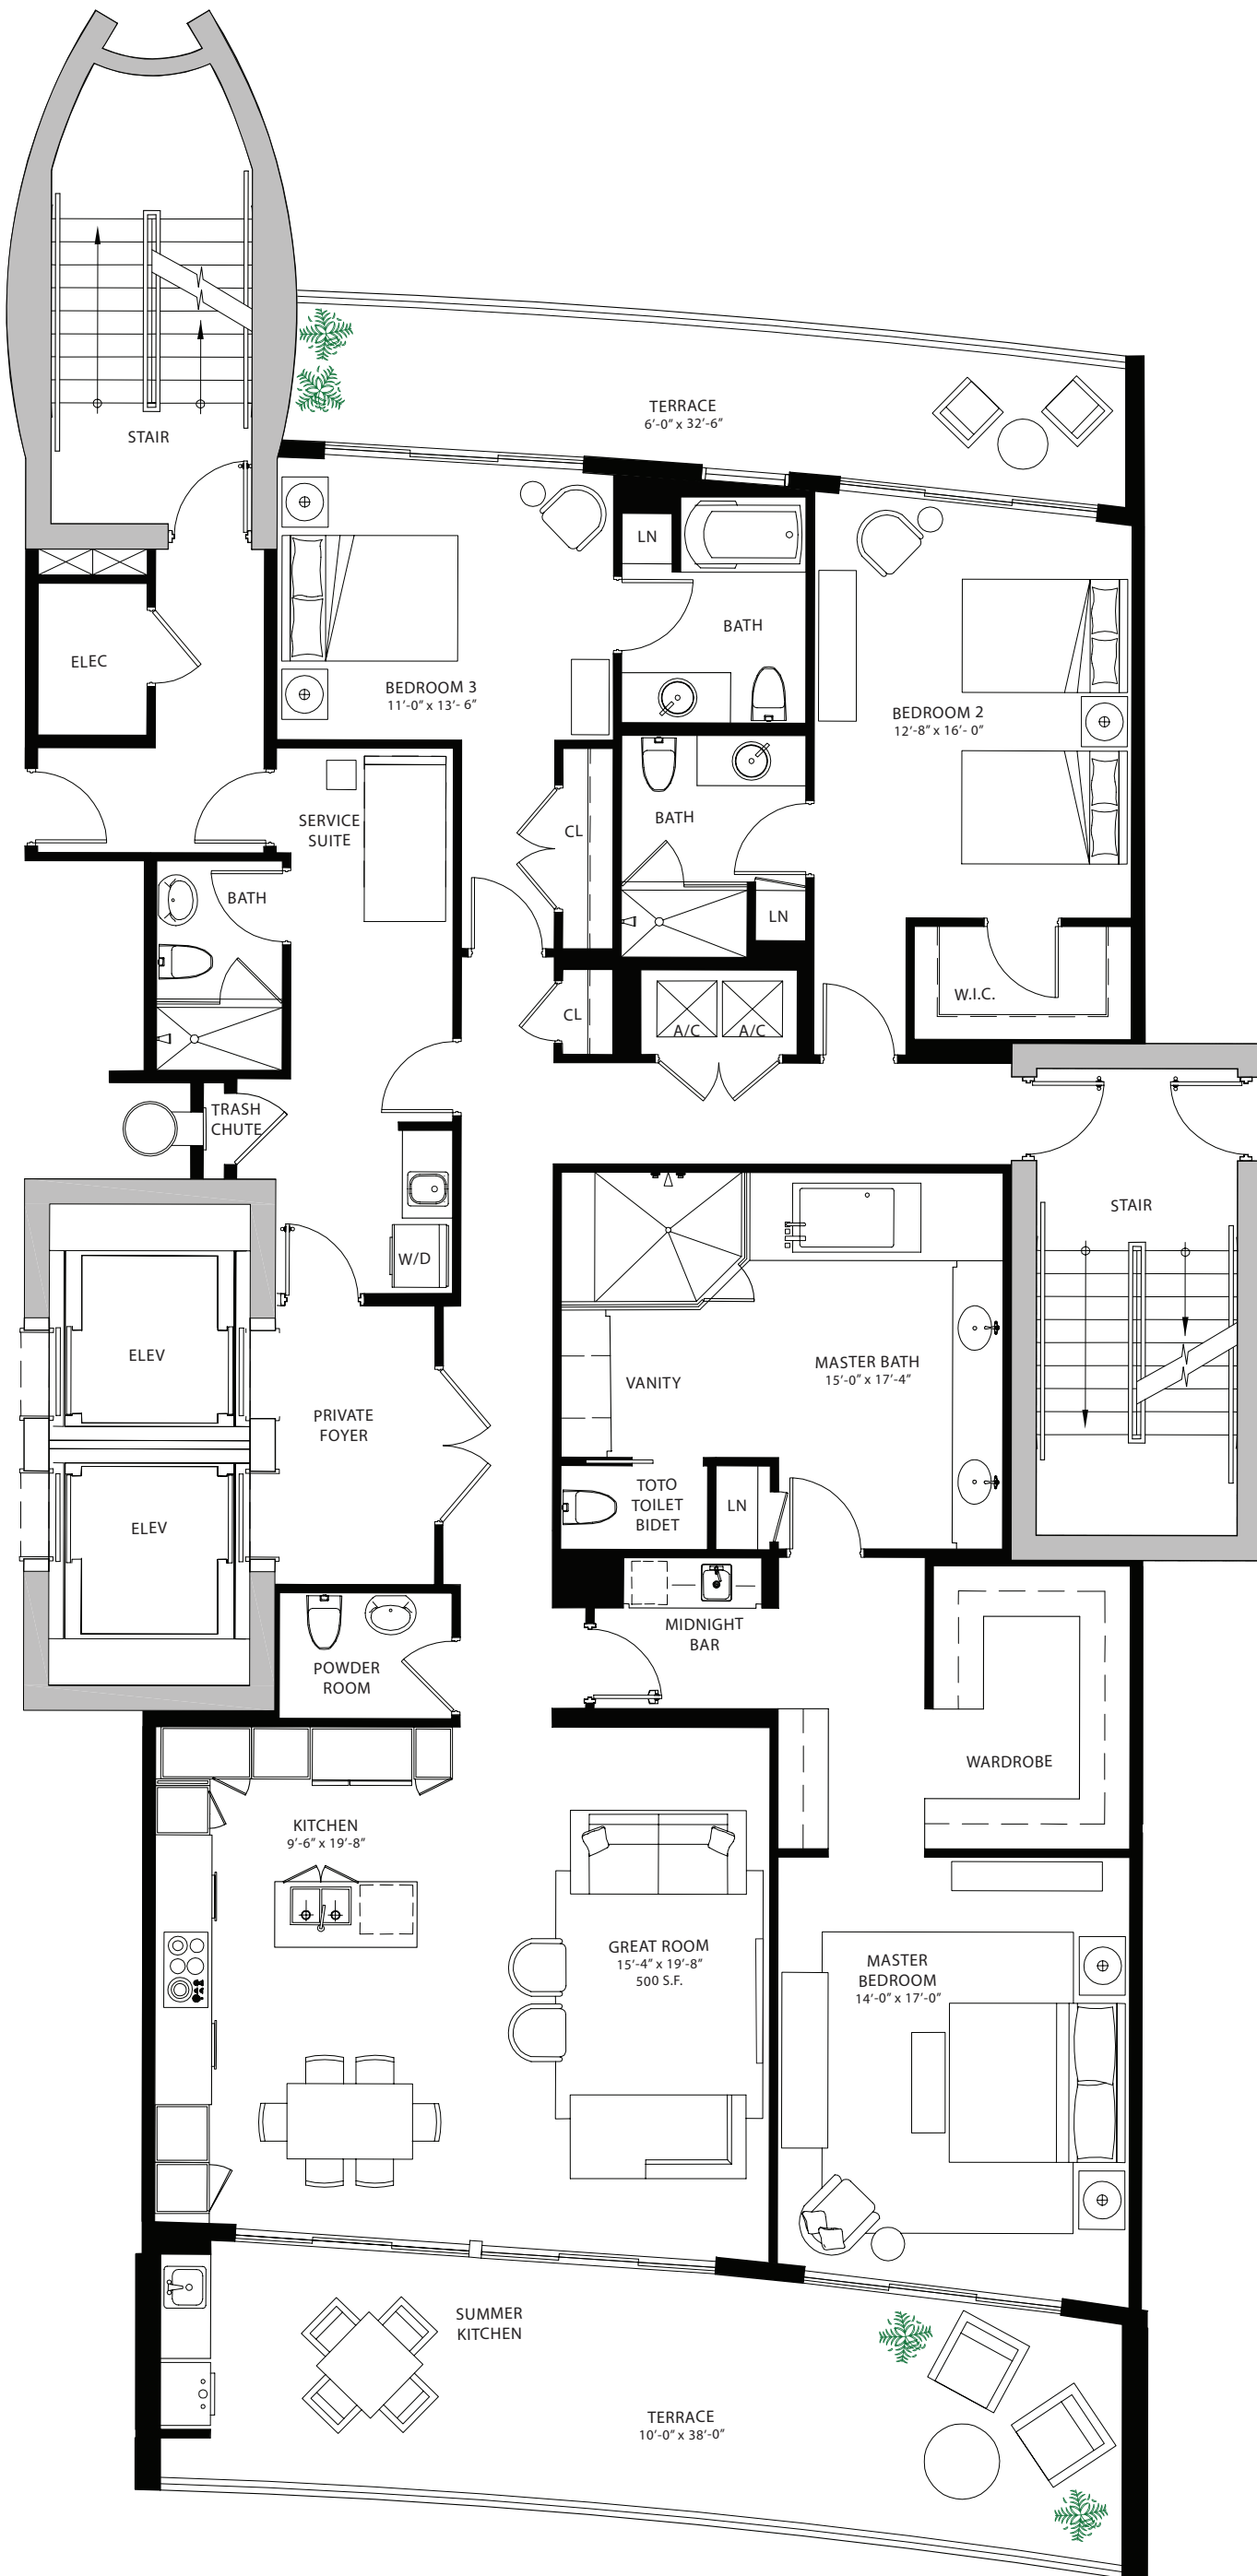 TERRACE
6'-0" x 32'-6"
STAIR
LN
BATH
ELEC
BEDROOM 3
11'-0" x 13'- 6"
BEDROOM 2
12'-8" x 16'- 0"
SERVICE
SUITE
CL
BATH
BATH
LN
W.I.C.
CL
A/C
A/C
TRASH
CHUTE
STAIR
W/D
ELEV
MASTER BATH
15'-0" x 17'-4"
VANITY
PRIVATE
FOYER
TOTO
TOILET
BIDET
LN
ELEV
MIDNIGHT
BAR
POWDER
ROOM
WARDROBE
KITCHEN
9'-6" x 19'-8"
GREAT ROOM
15'-4" x 19'-8"
500 S.F.
MASTER
BEDROOM
14'-0" x 17'-0"
SUMMER
KITCHEN
TERRACE
10'-0" x 38'-0"